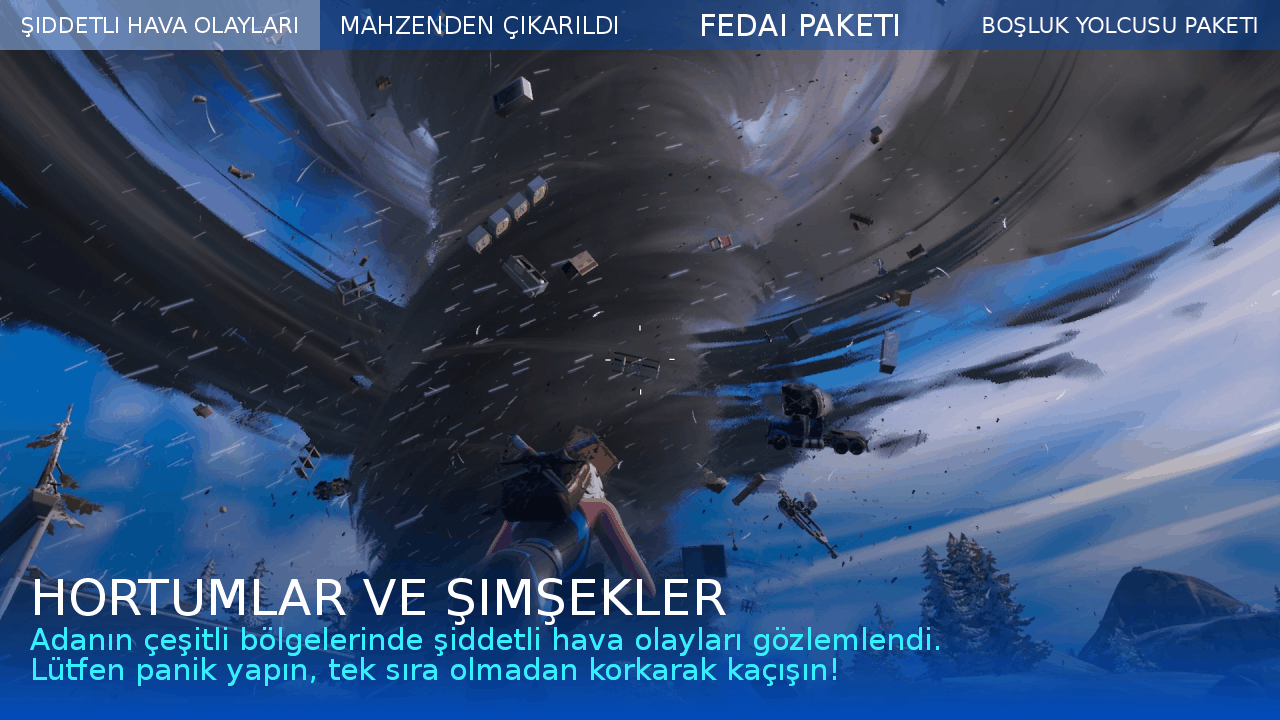 ŞIDDETLI HAVA OLAYLARI
MAHZENDEN ÇIKARILDI
FEDAI PAKETI
BOŞLUK YOLCUSU PAKETI
HORTUMLAR VE ŞIMŞEKLER
Adanın çeşitli bölgelerinde şiddetli hava olayları gözlemlendi.
Lütfen panik yapın, tek sıra olmadan korkarak kaçışın!